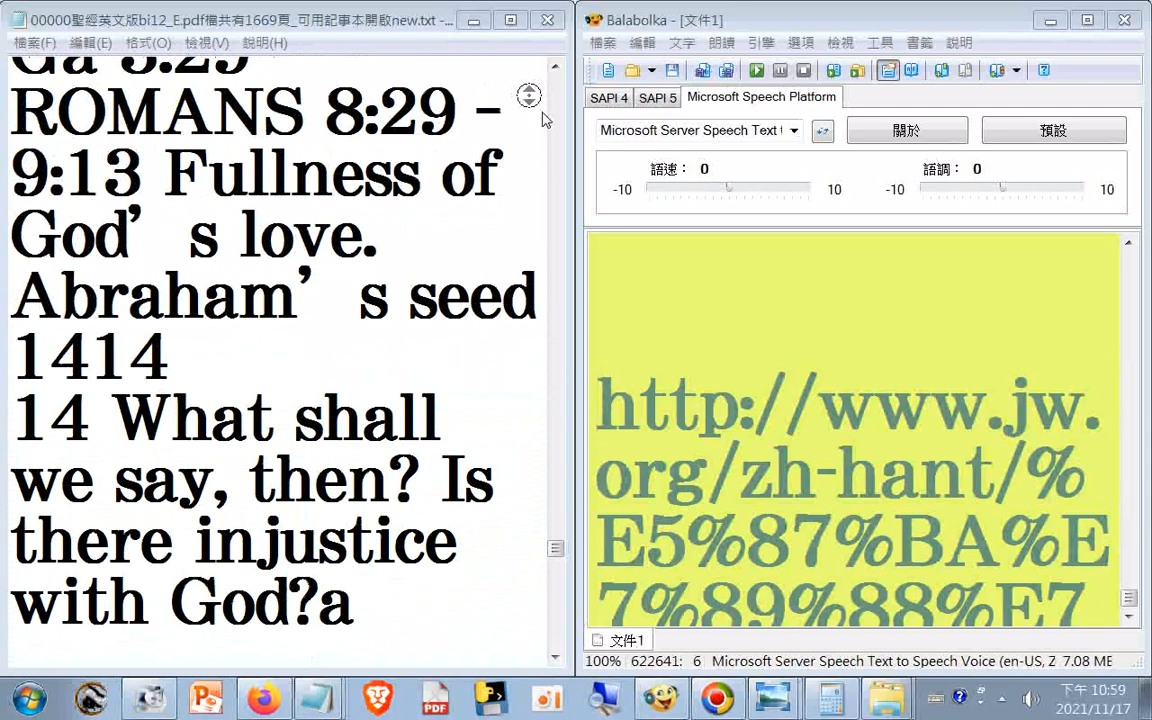 00000聖經英文版bi12_E.pdf檔共有1669頁_可用記事本開啟new.txt -...
檔案(F) 編輯(E) 格式(O) 檢視(V) 說明(H)
Ga 3:29
ROMANS 8:29 -
9:13 Fullness of
God’s love.
Abraham’s seed
1414
14 What shall
we say, then? Is
there injustice
with God?a
Balabolka - [文件1]
檔案 編輯 文字 朗讀 引擎 選項 檢視 工具 書籤 說明
SAPI 4 SAPI 5 Microsoft Speech Platform
Microsoft Server Speech Text 關於 預設
語速： 0 語調： 0
-10 10 -10 10
http://www.jw.
org/zh-hant/%
E5%87%BA%E
7%89%88%E7
文件1
100% 622641: 6 Microsoft Server Speech Text to Speech Voice (en-US, Z 7.08 ME
PDF
下午 10:59
2021/11/17